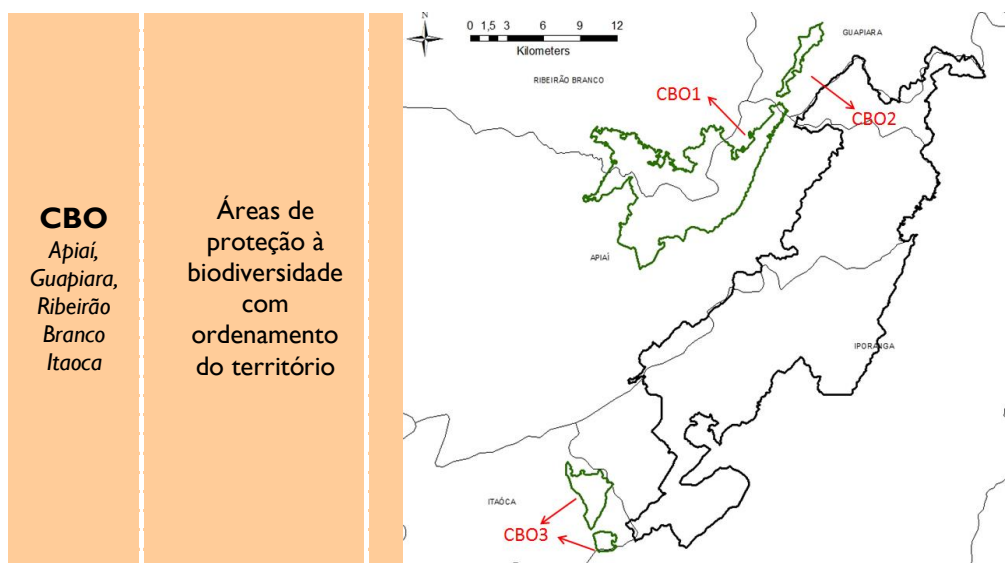 CBO
Apiaí,
Guapiara,
Ribeirão
Branco
Itaoca
Áreas de
proteção à
biodiversidade
com
ordenamento
do território
N
0 1,5 3 6 9 12
Kilometers
GUAPIARA
RIBEIRÃO BRANCO
CBO1
CBO2
APIAÍ
IPORANGA
ITAÓCA
CBO3